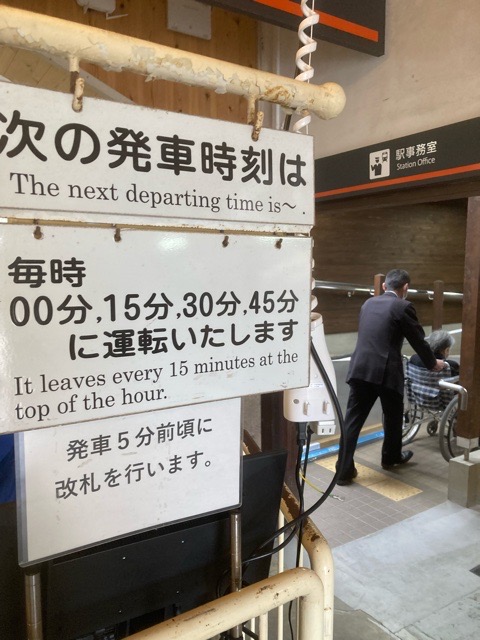 次の発車時刻は
The next departing time is～.
毎時
00分,15分,30分,45分
に運転いたします
It leaves every 15 minutes at the
top of the hour.
発車5分前頃に
改札を行います。
駅事務室
Station Office